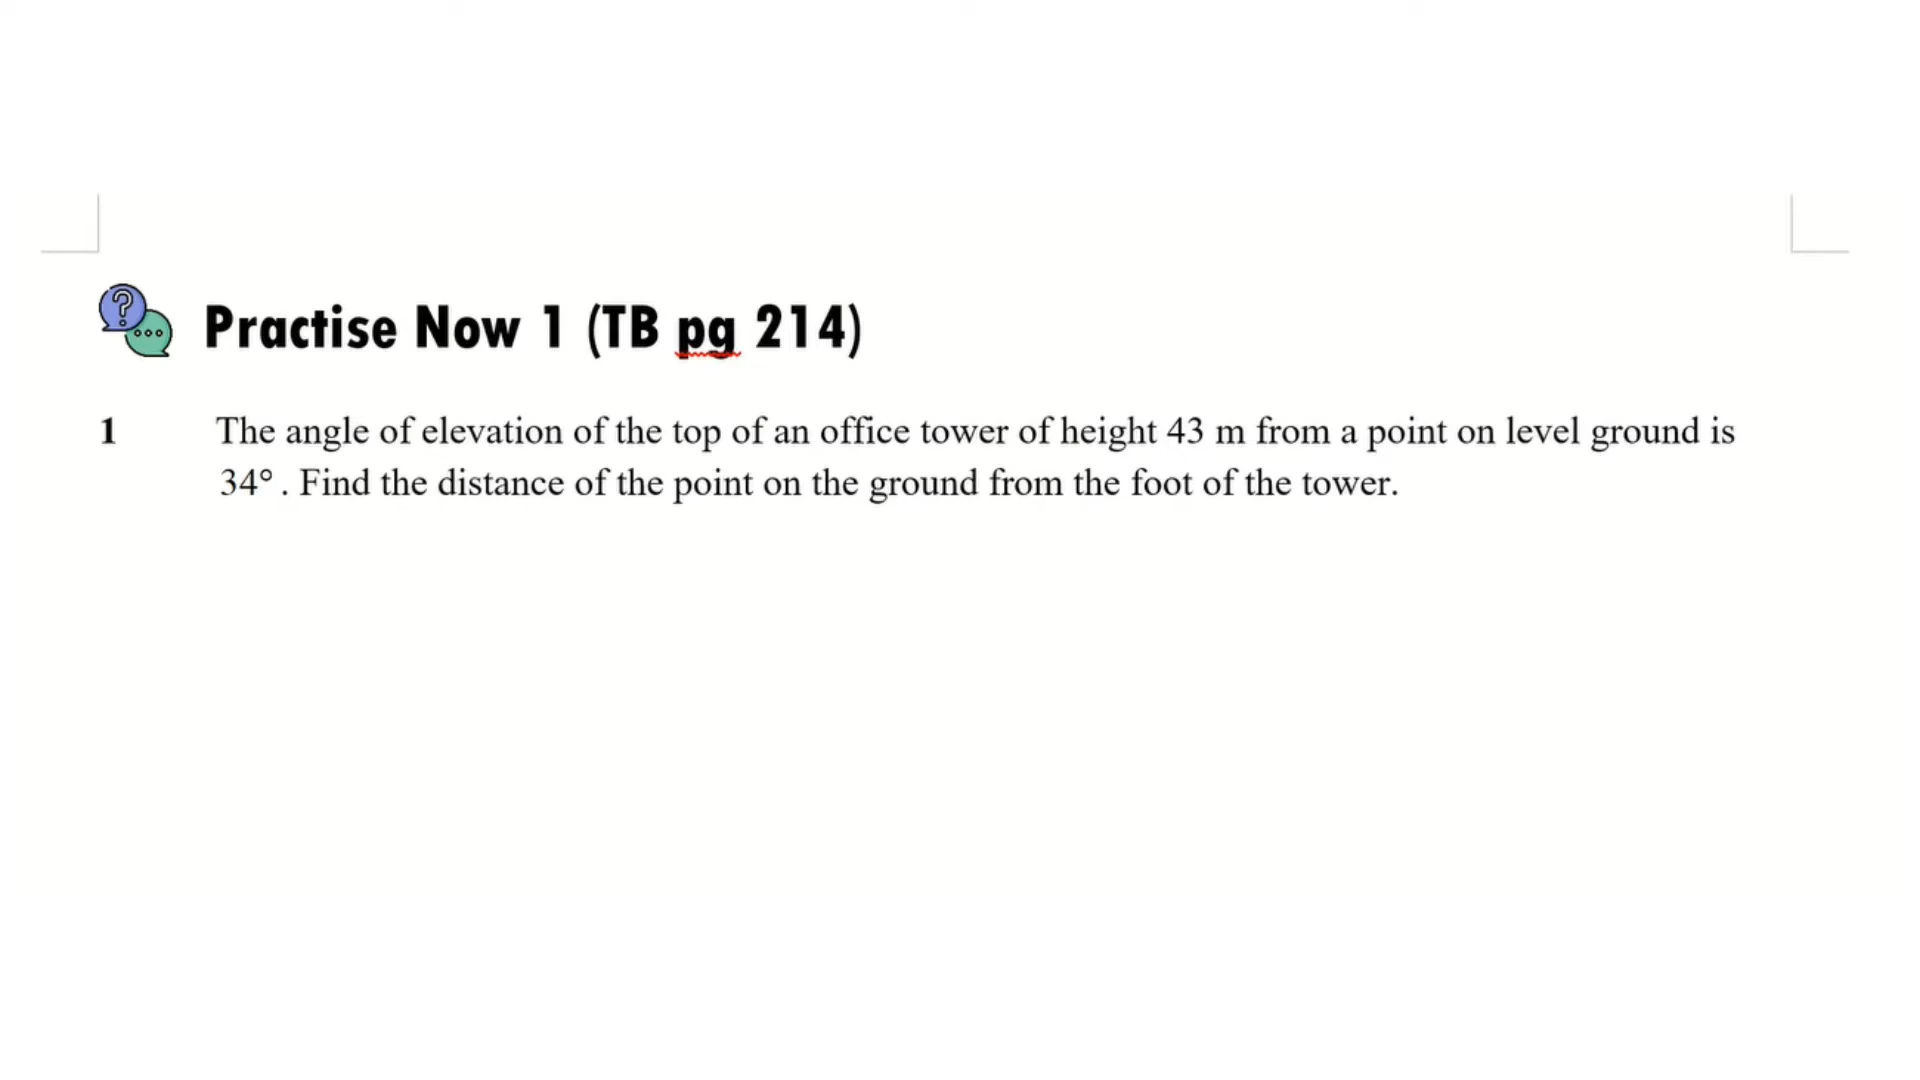 Practise Now 1 (TB pg 214)
1 The angle of elevation of the top of an office tower of height 43 m from a point on level ground is
34° . Find the distance of the point on the ground from the foot of the tower.